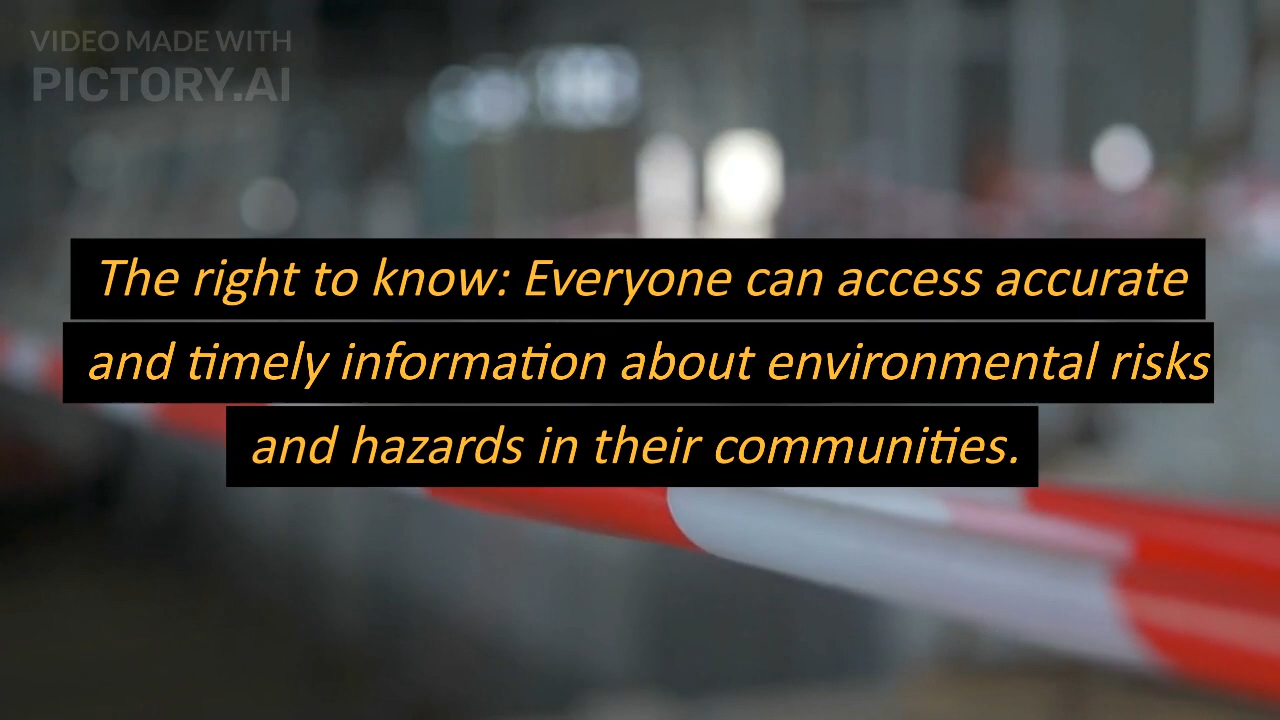 VIDEO MADE WITH
PICTORY.AI
The right to know: Everyone can access accurate
and timely information about environmental risks
and hazards in their communities.